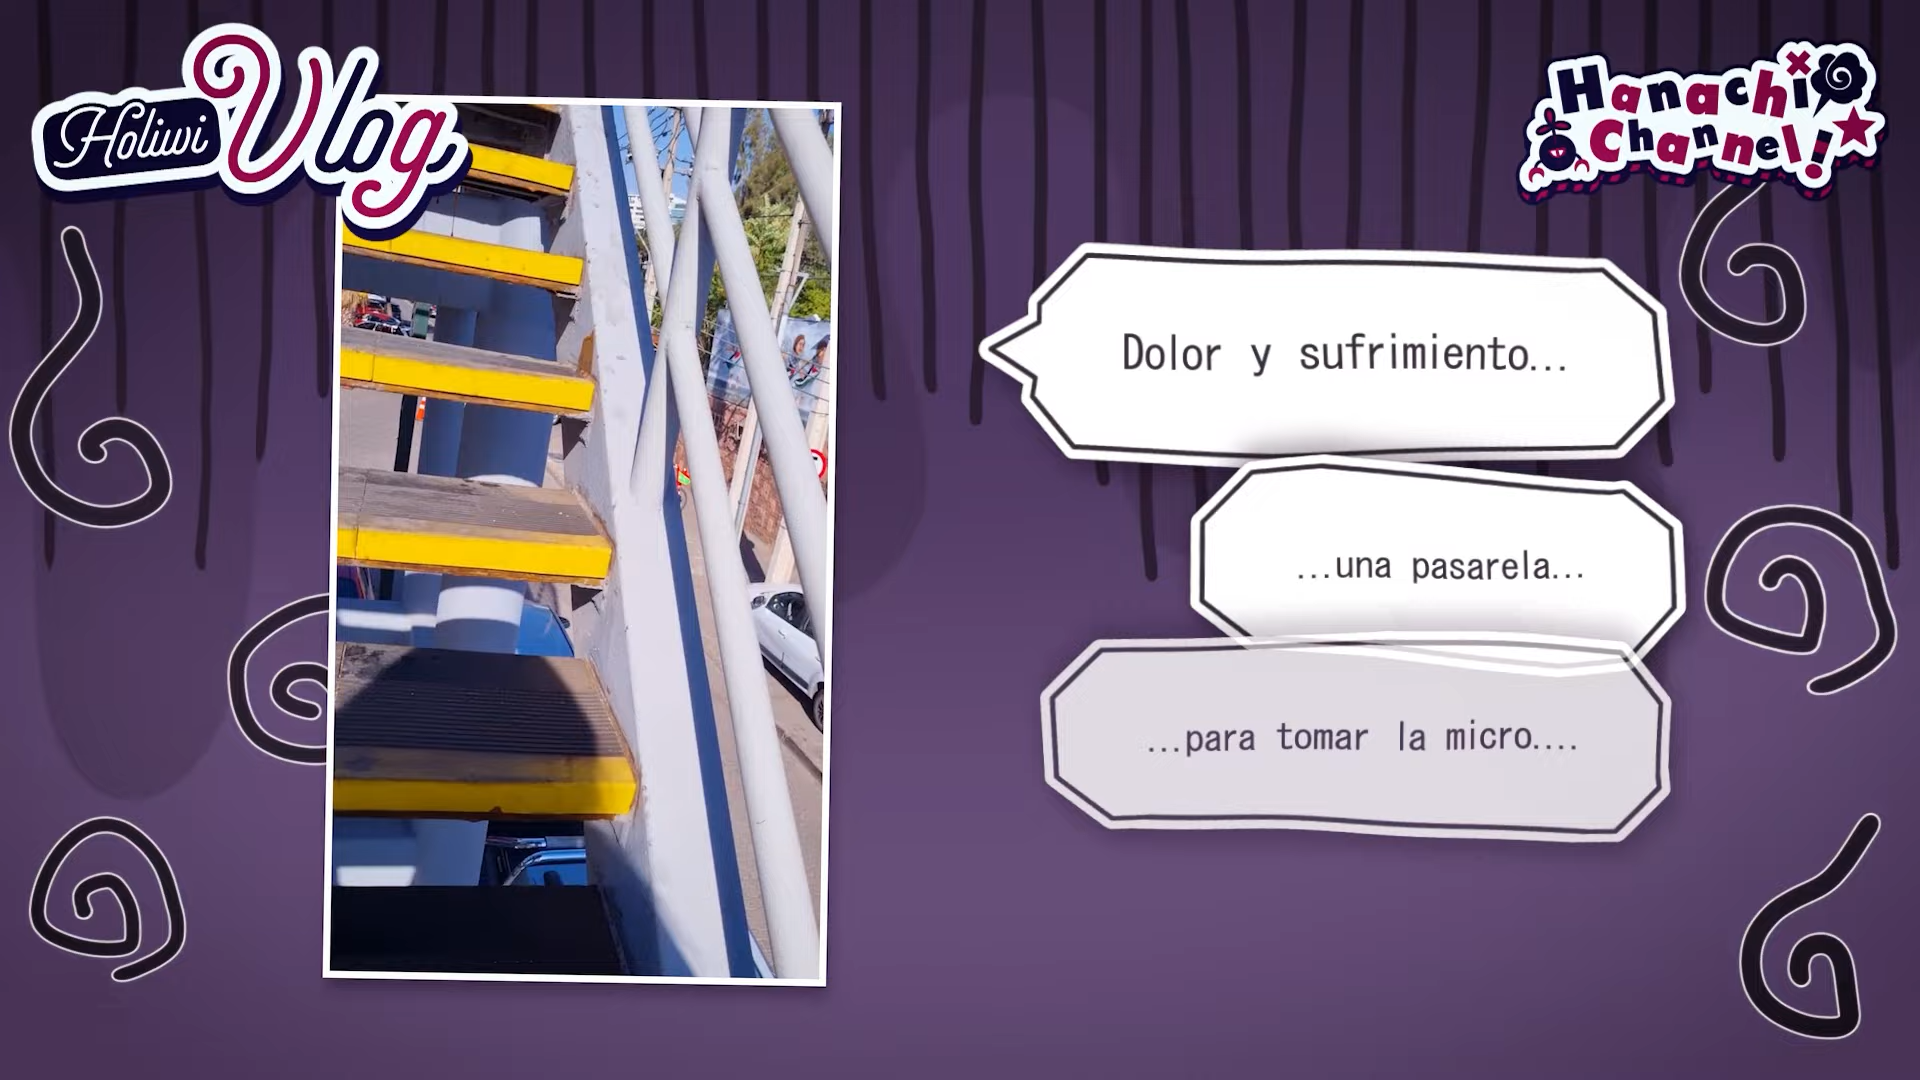 Holiwi Vlog
Hanachi
Channel!
Dolor y sufrimiento...
...una pasarela...
...para tomar la micro....